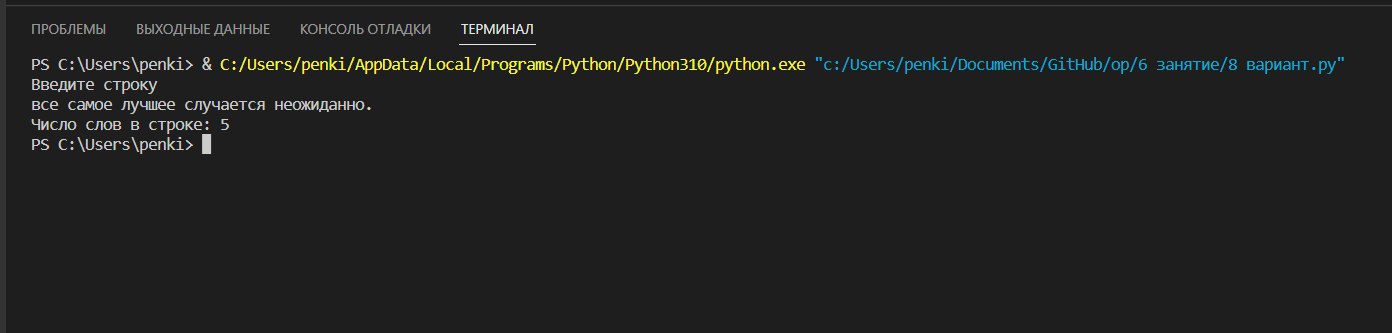 ПРОБЛЕМЫ ВЫХОДНЫЕ ДАННЫЕ КОНСОЛЬ ОТЛАДКИ ТЕРМИНАЛ
PS C:\Users\penki> & C:/Users/penki/AppData/Local/Programs/Python/Python310/python.exe "c:/Users/penki/Documents/GitHub/op/6 занятие/8 вариант.py"
Введите строку
все самое лучшее случается неожиданно.
Число слов в строке: 5
PS C:\Users\penki>